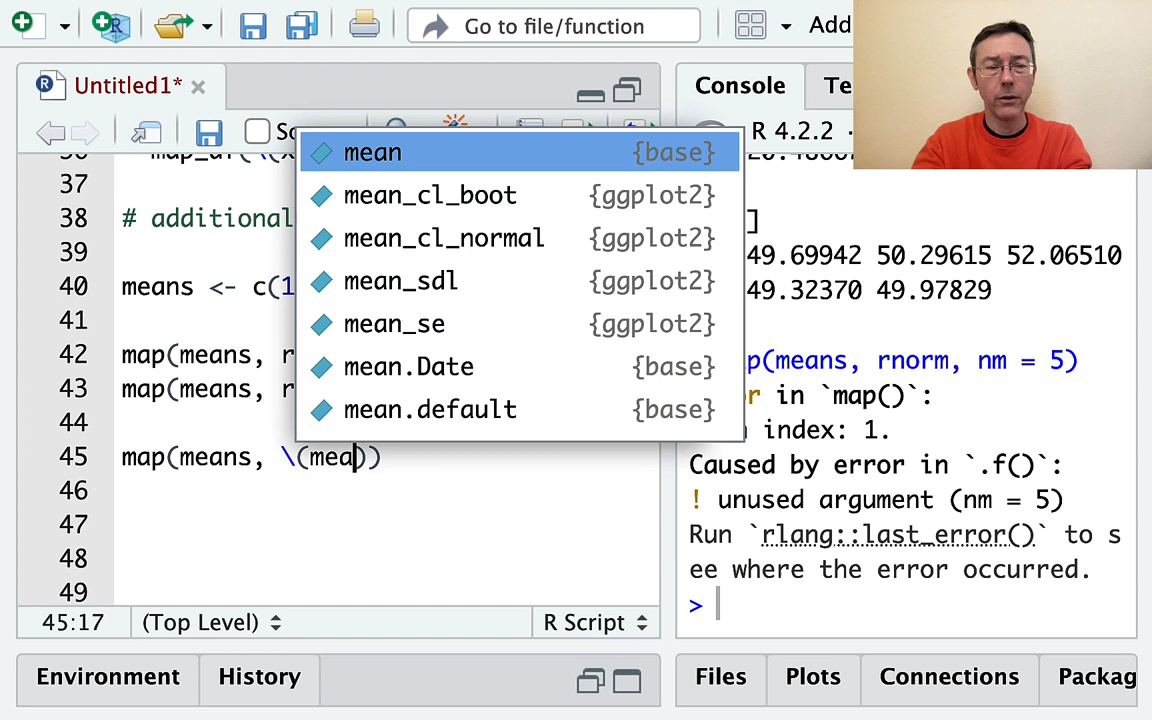 Go to file/function
Add
Untitled1*
Console
Te
R 4.2.2 ·
37
38 # additional
39
40 means <- c(1
41
42 map(means, r
43 map(means, r
44
45 map(means, \(mea))
46
47
48
49
mean {base}
mean_cl_boot {ggplot2}
mean_cl_normal {ggplot2}
mean_sdl {ggplot2}
mean_se {ggplot2}
mean.Date {base}
mean.default {base}
45:17 (Top Level) R Script
Environment History
]
49.69942 50.29615 52.06510
49.32370 49.97829
p(means, rnorm, nm = 5)
or in `map()`:
index: 1.
Caused by error in `.f()`:
! unused argument (nm = 5)
Run `rlang::last_error()` to s
ee where the error occurred.
>
Files Plots Connections Packag